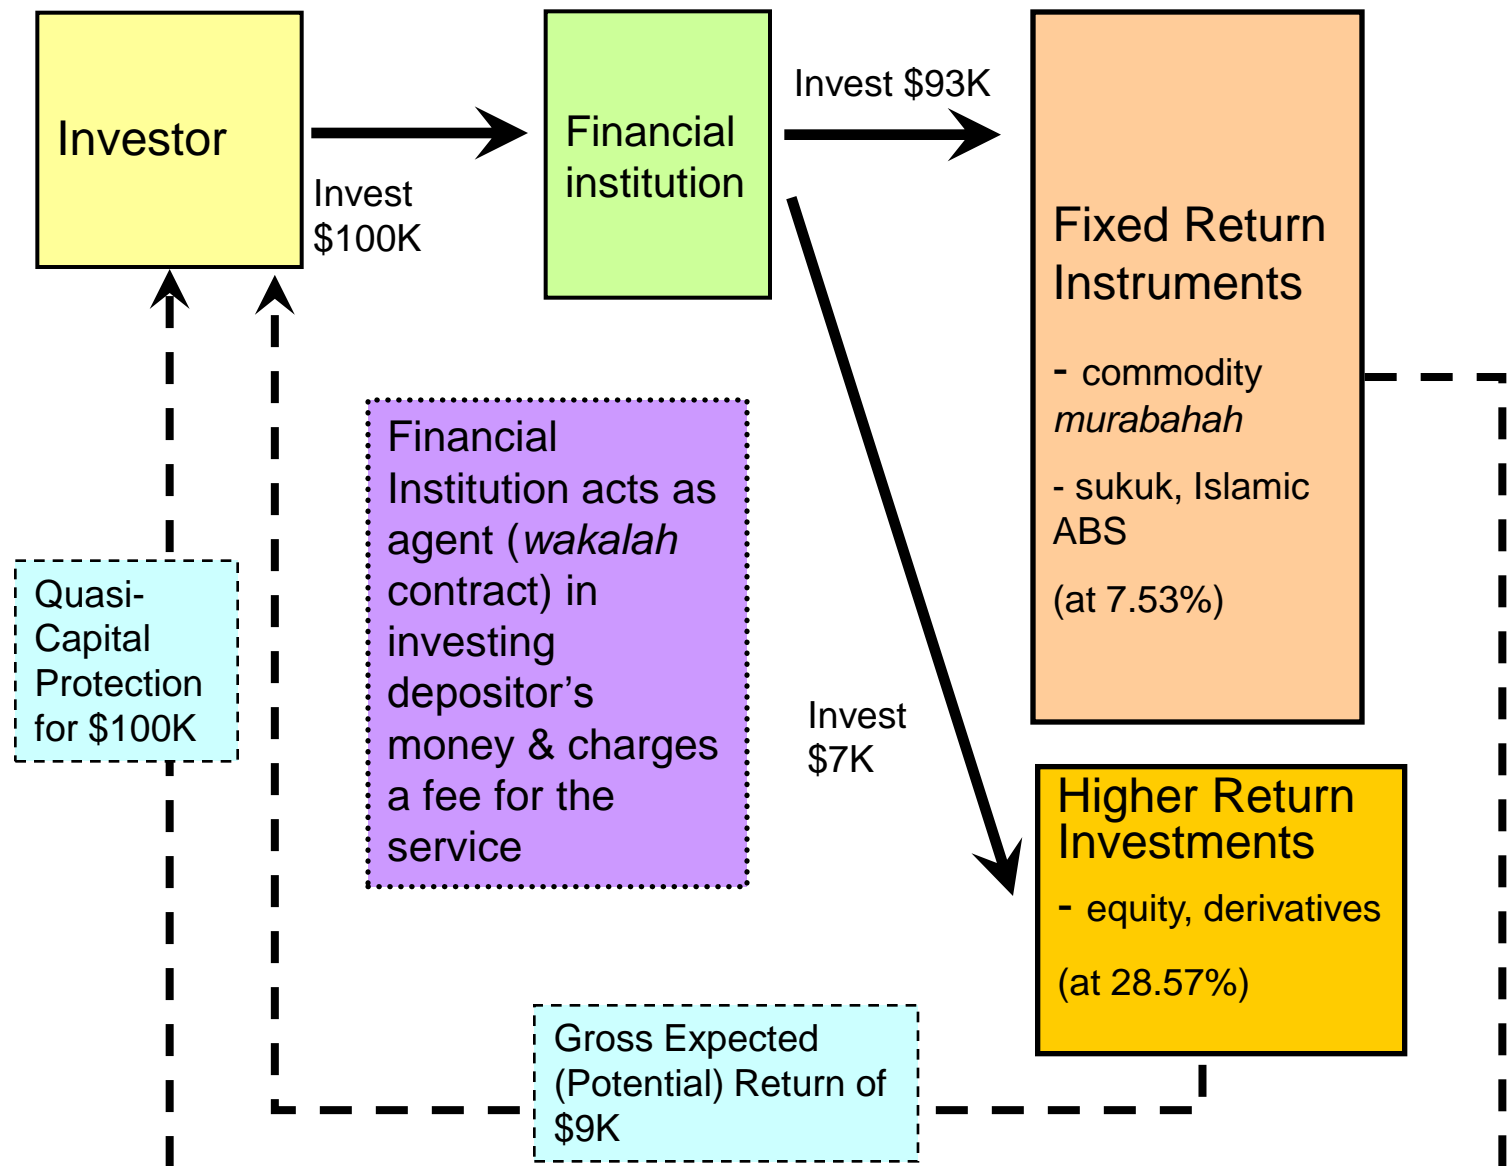 Investor
Invest
$100K
Financial
institution
Invest $93K
Fixed Return
Instruments
- commodity
murabahah
- sukuk, Islamic
ABS
(at 7.53%)
Financial
Institution acts as
agent (wakalah
contract) in
investing
depositor’s
money & charges
a fee for the
service
Quasi-
Capital
Protection
for $100K
Invest
$7K
Higher Return
Investments
- equity, derivatives
(at 28.57%)
Gross Expected
(Potential) Return of
$9K